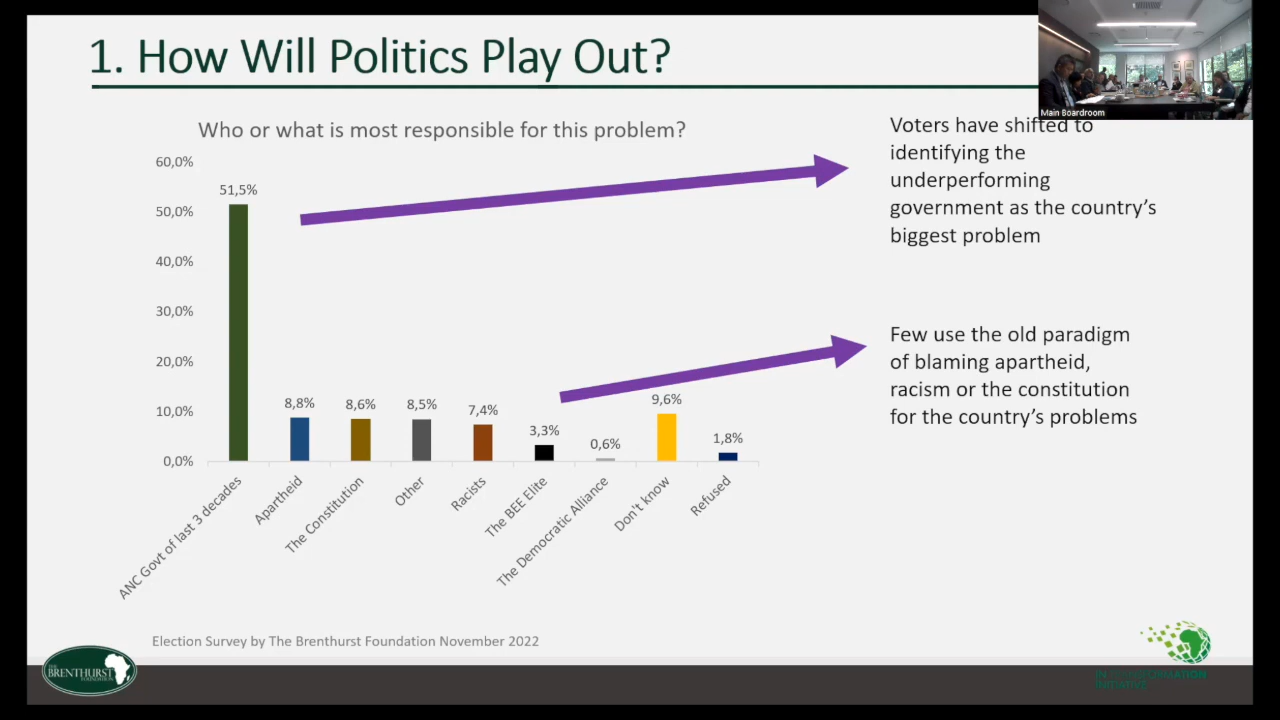 1. How Will Politics Play Out?
Main Boardroom
Who or what is most responsible for this problem?
60,0%
50,0%
40,0%
30,0%
20,0%
10,0%
0,0%
51,5%
8,8%
8,6%
8,5%
7,4%
3,3%
0,6%
9,6%
1,8%
ANC Govt of last 3 decades
Apartheid
The Constitution
Other
Racists
The BEE Elite
The Democratic Alliance
Don't know
Refused
Voters have shifted to
identifying the
underperforming
government as the country’s
biggest problem
Few use the old paradigm
of blaming apartheid,
racism or the constitution
for the country’s problems
Election Survey by The Brenthurst Foundation November 2022
THE
BRENTHURST
FOUNDATION
IN TRANSFORMATION
INITIATIVE